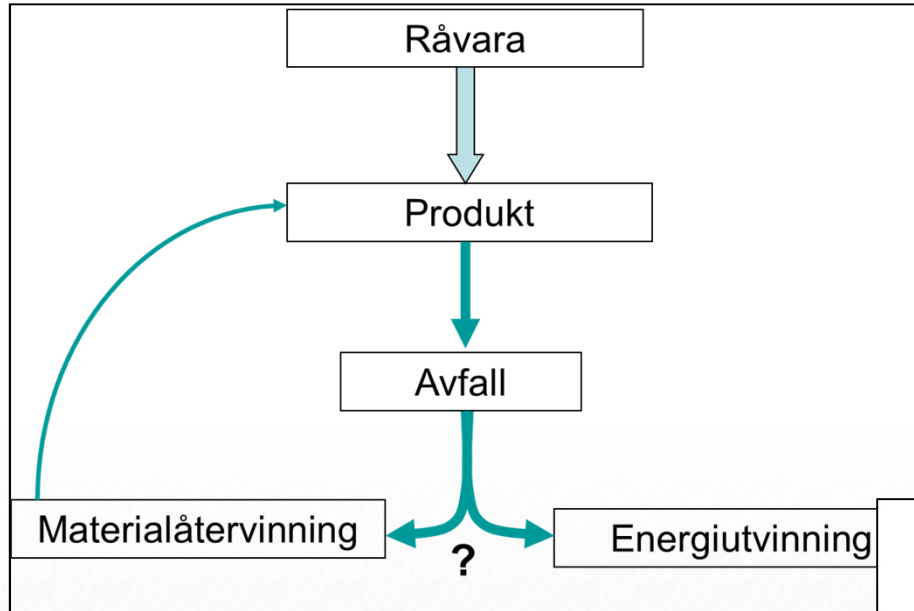 Råvara
Produkt
Avfall
Materialåtervinning
?
Energiutvinning